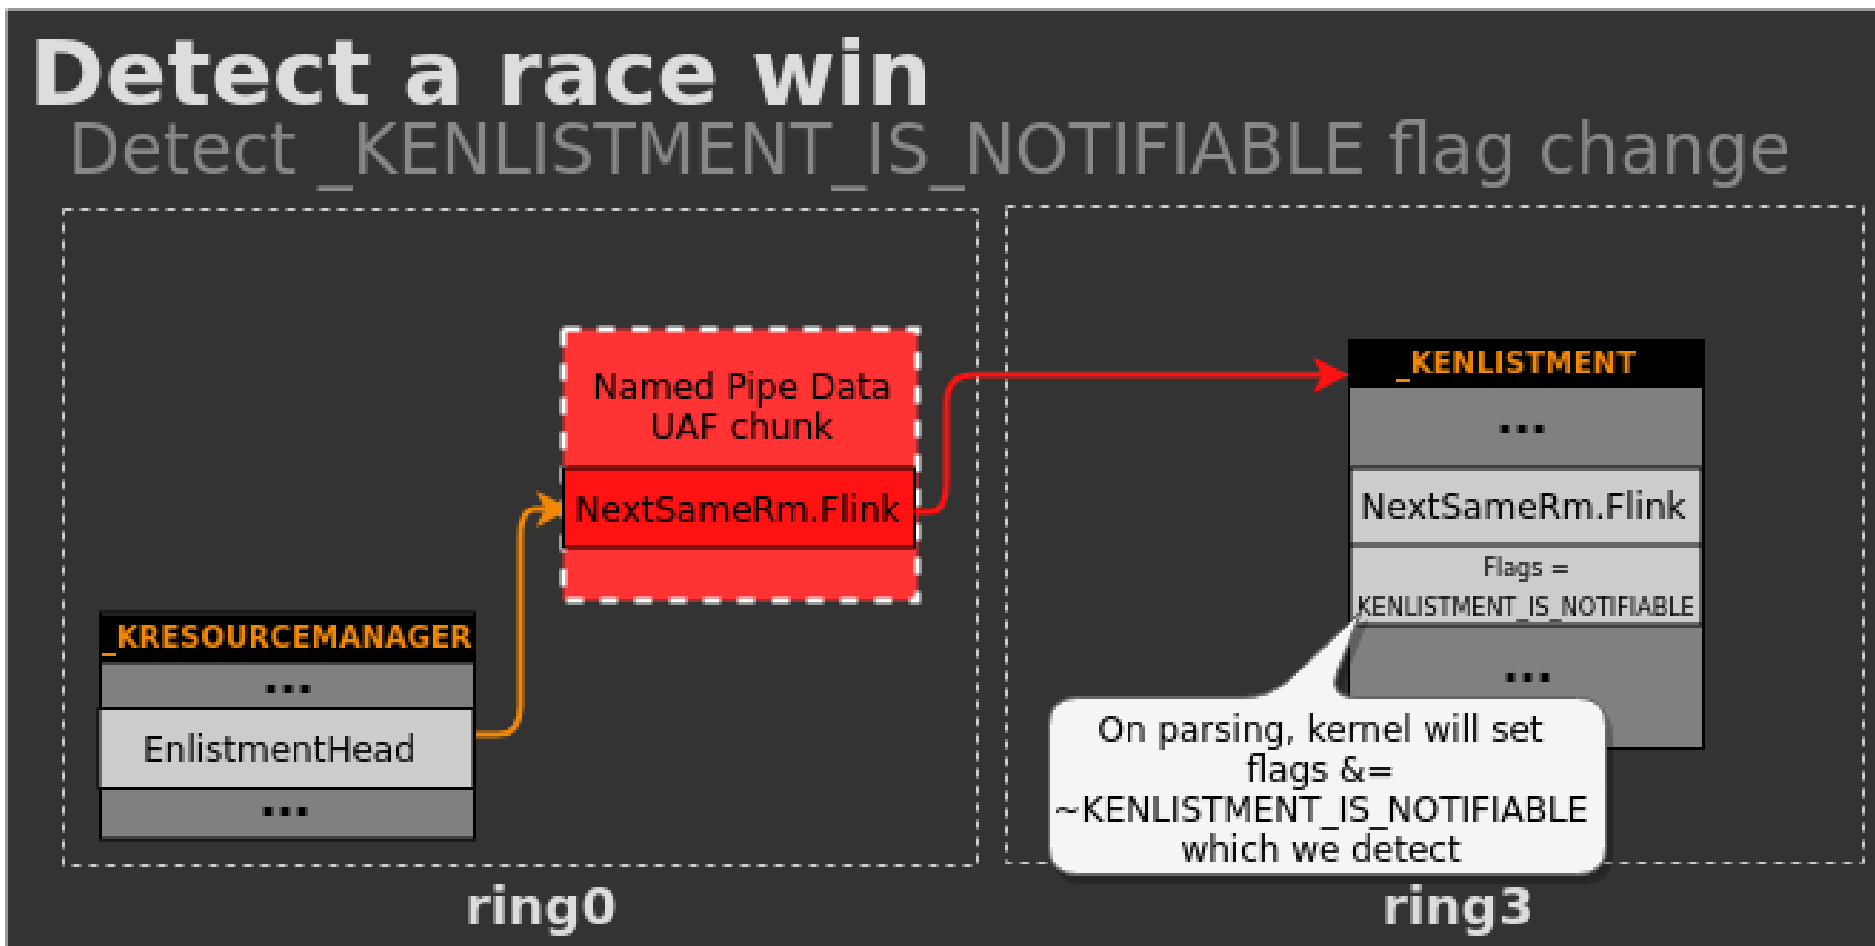 Detect a race win
Detect _KENLISTMENT_IS_NOTIFIABLE flag change
Named Pipe Data
UAF chunk
NextSameRm.Flink
_KRESOURCEMANAGER
...
EnlistmentHead
...
ring0
_KENLISTMENT
...
NextSameRm.Flink
Flags =
KENLISTMENT_IS_NOTIFIABLE
...
On parsing, kernel will set
flags &=
~KENLISTMENT_IS_NOTIFIABLE
which we detect
ring3